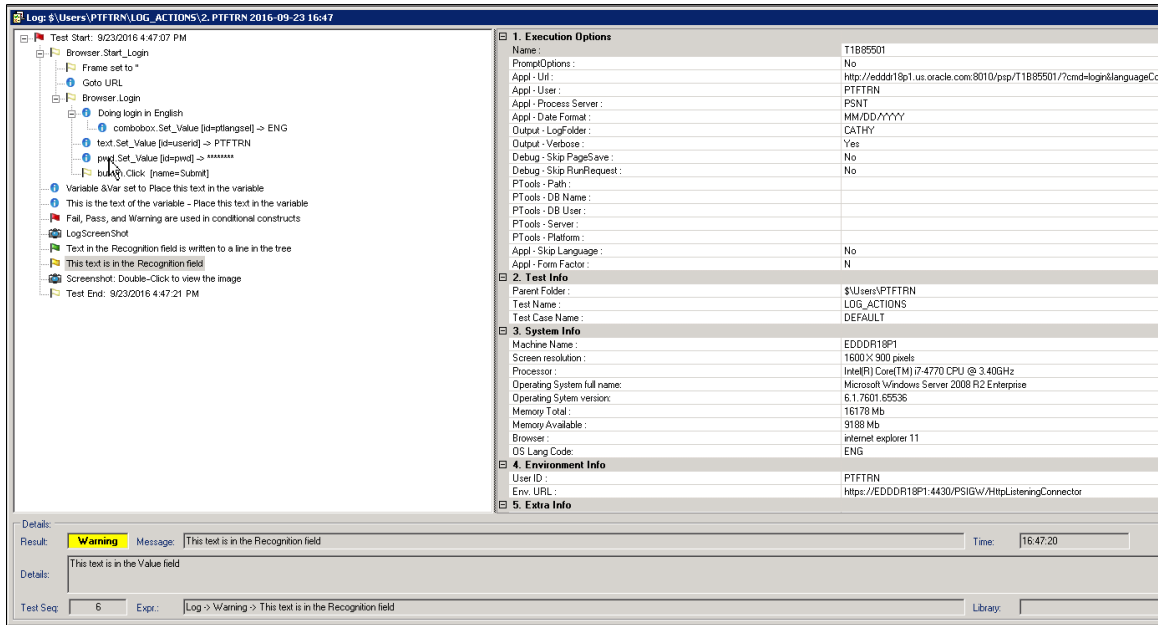 Log: $\Users\PTFTRN\LOG_ACTIONS\2. PTFTRN 2016-09-23 16:47
Test Start: 9/23/2016 4:47:07 PM
Browser.Start_Login
Frame set to "
Goto URL
Browser.Login
Doing login in English
combobox.Set_Value [id=ptlangsel] -> ENG
text.Set_Value [id=userid] -> PTFTRN
pwd.Set_Value [id=pwd] -> ********
button.Click [name=Submit]
Variable &Var set to Place this text in the variable
This is the text of the variable - Place this text in the variable
Fail, Pass, and Warning are used in conditional constructs
LogScreenShot
Text in the Recognition field is written to a line in the tree
This text is in the Recognition field
Screenshot: Double-Click to view the image
Test End: 9/23/2016 4:47:21 PM
1. Execution Options
Name : T1B85501
PromptOptions : No
Appl - Url : http://edddr18p1.us.oracle.com:8010/psp/T1B85501/?cmd=login&languageCo
Appl - User : PTFTRN
Appl - Process Server : PSNT
Appl - Date Format : MM/DD/YYYY
Output - LogFolder : CATHY
Output - Verbose : Yes
Debug - Skip PageSave : No
Debug - Skip RunRequest : No
PTools - Path :
PTools - DB Name :
PTools - DB User :
PTools - Server :
PTools - Platform :
Appl - Skip Language : No
Appl - Form Factor : N
2. Test Info
Parent Folder : $\Users\PTFTRN
Test Name : LOG_ACTIONS
Test Case Name : DEFAULT
3. System Info
Machine Name : EDDDR18P1
Screen resolution : 1600 X 900 pixels
Processor : Intel(R) Core(TM) i7-4770 CPU @ 3.40GHz
Operating System full name: Microsoft Windows Server 2008 R2 Enterprise
Operating Sytem version: 6.1.7601.65536
Memory Total : 16178 Mb
Memory Available : 9188 Mb
Browser : internet explorer 11
OS Lang Code: ENG
4. Environment Info
User ID : PTFTRN
Env. URL : https://EDDDR18P1:4430/PSIGW/HttpListeningConnector
5. Extra Info
Details:
Result: Warning Message: This text is in the Recognition field Time: 16:47:20
Details: This text is in the Value field
Test Seq: 6 Expr.: Log -> Warning -> This text is in the Recognition field Library: